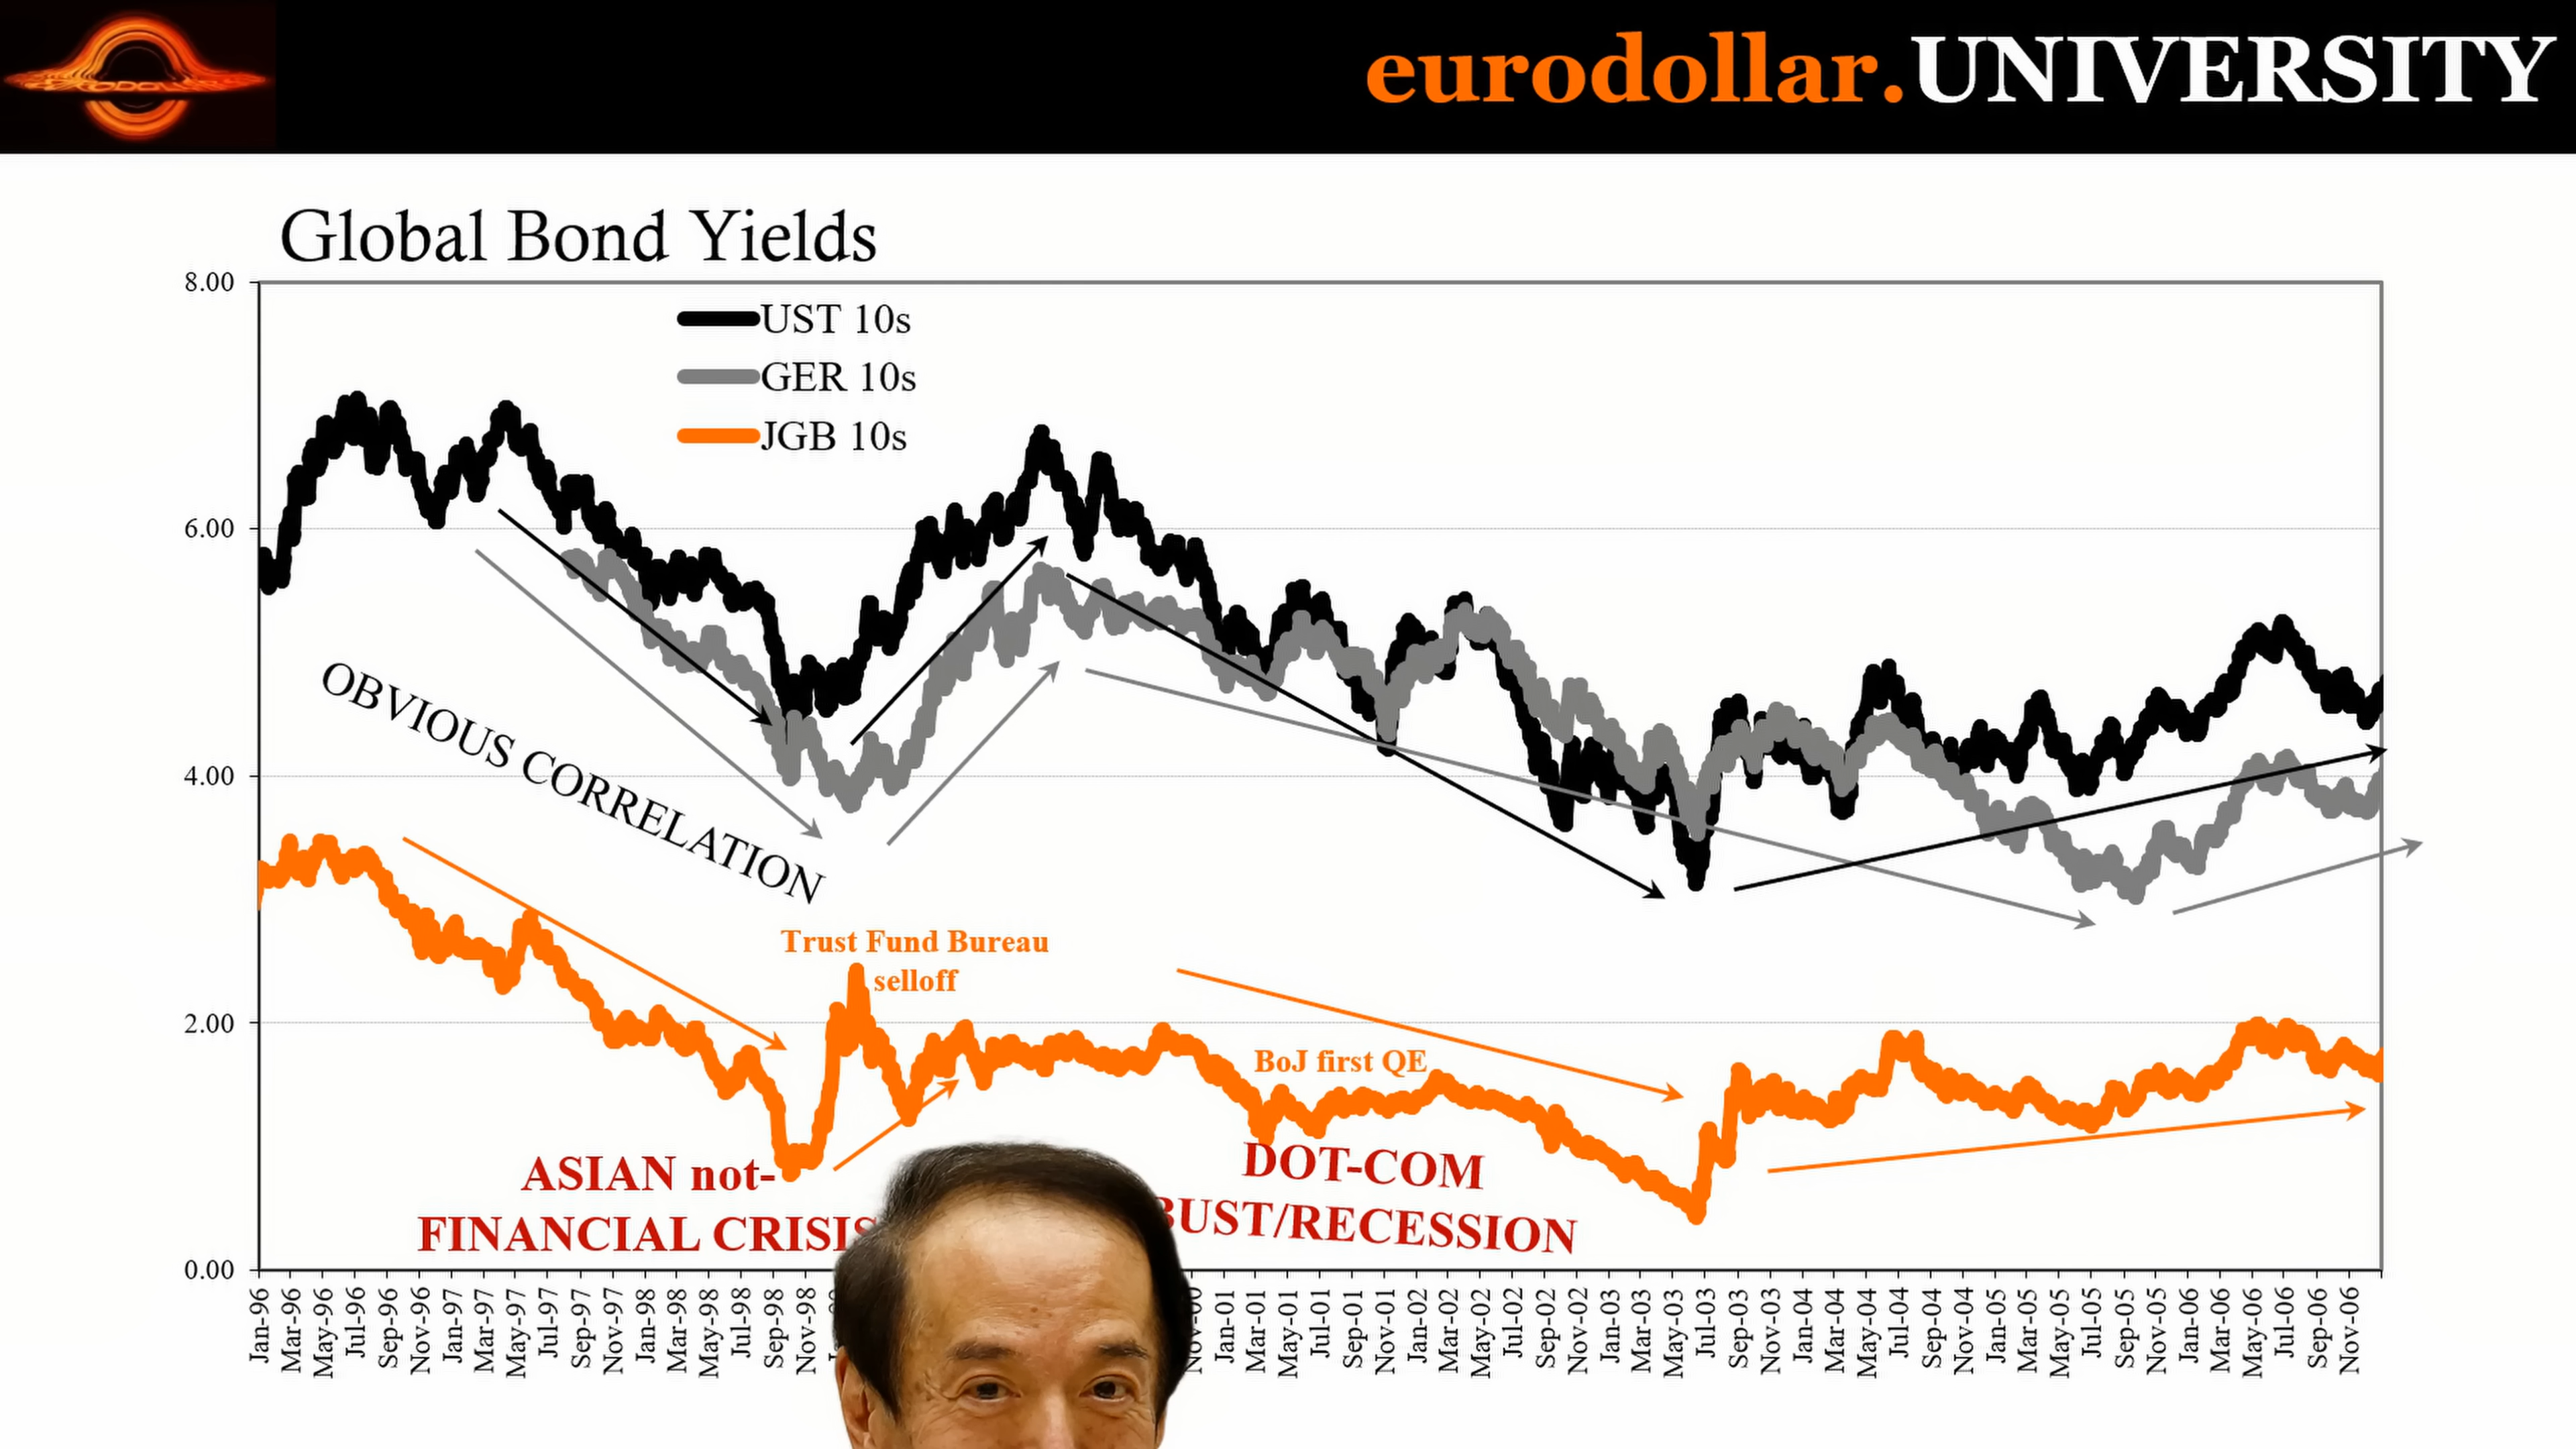 eurodollar.UNIVERSITY
Global Bond Yields
8.00
UST 10s
GER 10s
JGB 10s
6.00
OBVIOUS CORRELATION
4.00
Trust Fund Bureau
selloff
2.00
BoJ first QE
ASIAN not-
FINANCIAL CRISIS
DOT-COM
BUST/RECESSION
0.00
Jan-96
Mar-96
May-96
Jul-96
Sep-96
Nov-96
Jan-97
Mar-97
May-97
Jul-97
Sep-97
Nov-97
Jan-98
Mar-98
May-98
Jul-98
Sep-98
Nov-98
Nov-00
Jan-01
Mar-01
May-01
Jul-01
Sep-01
Nov-01
Jan-02
Mar-02
May-02
Jul-02
Sep-02
Nov-02
Jan-03
Mar-03
May-03
Jul-03
Sep-03
Nov-03
Jan-04
Mar-04
May-04
Jul-04
Sep-04
Nov-04
Jan-05
Mar-05
May-05
Jul-05
Sep-05
Nov-05
Jan-06
Mar-06
May-06
Jul-06
Sep-06
Nov-06